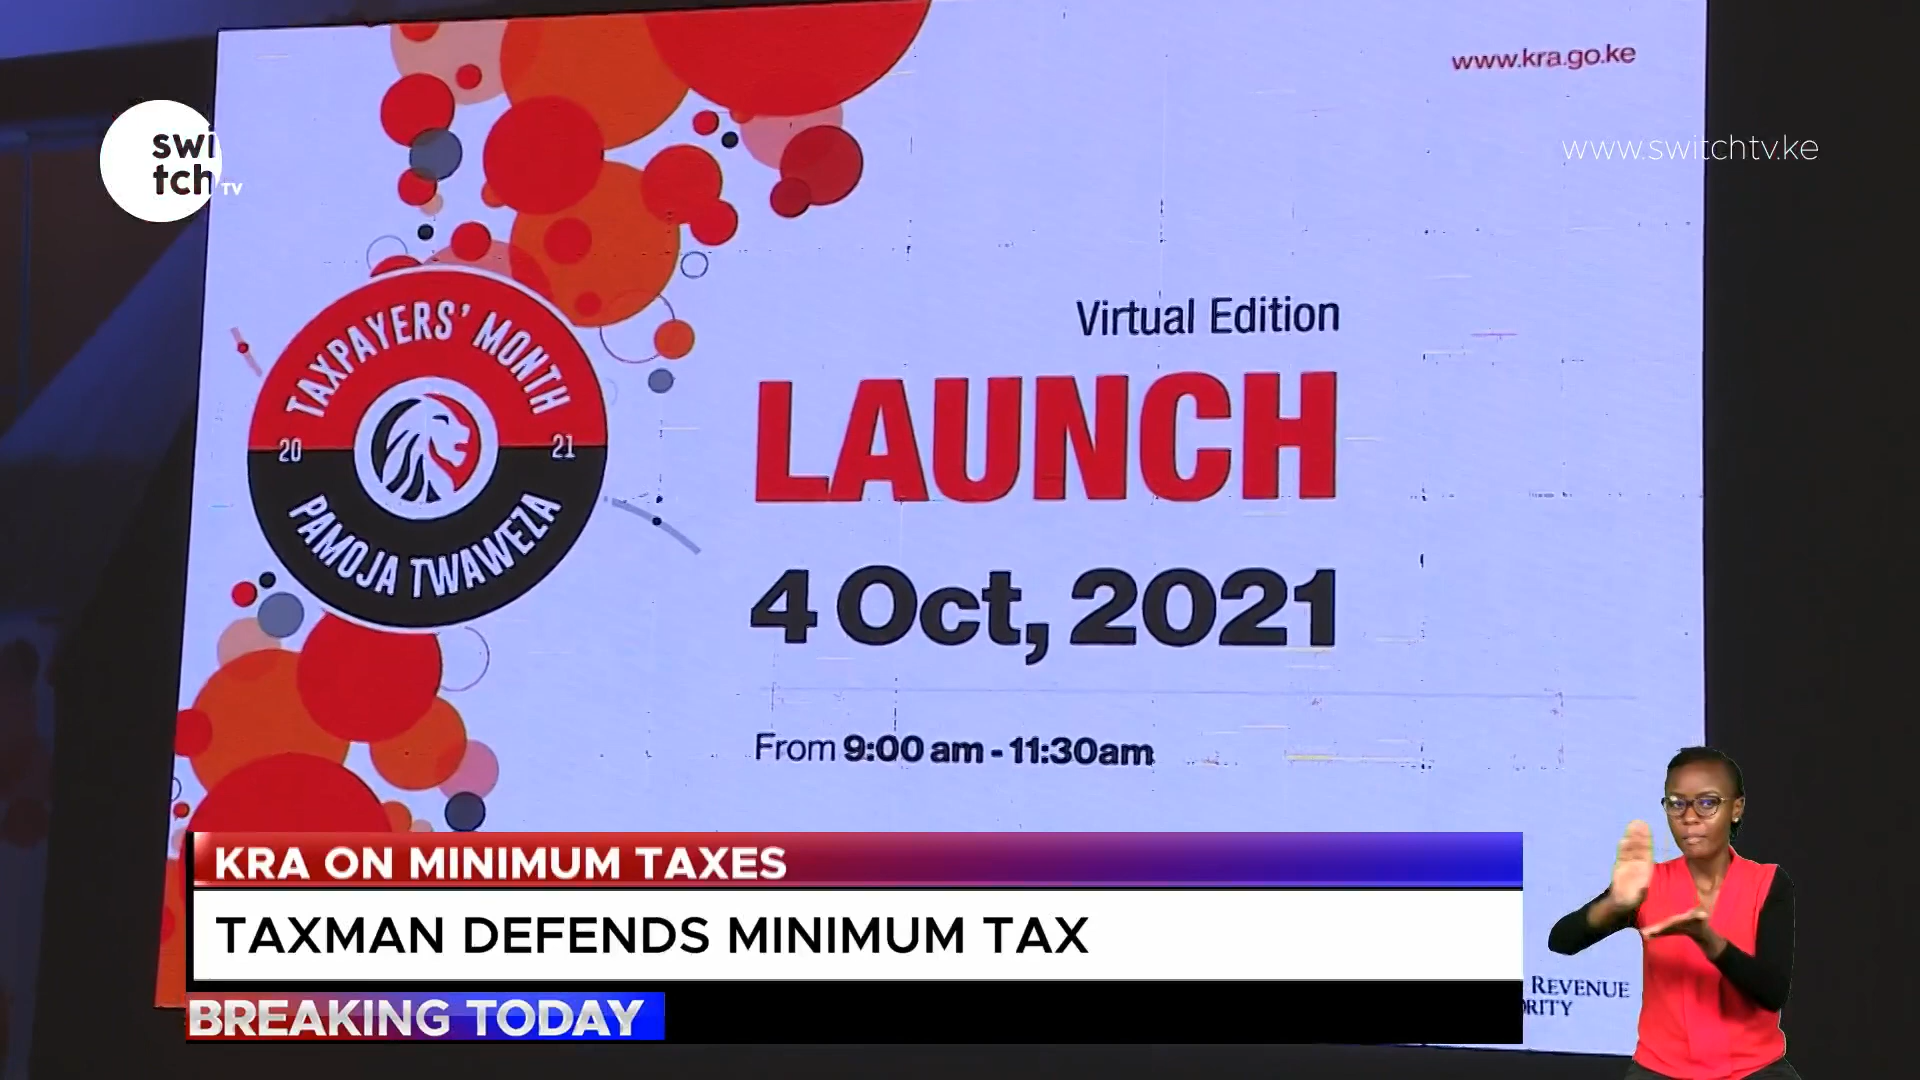 www.kra.go.ke
swi
tch TV
www.switchtv.ke
Virtual Edition
TAXPAYERS' MONTH
20 21
PAMOJA TWAWEZA
LAUNCH
4 Oct, 2021
From 9:00 am - 11:30am
KRA ON MINIMUM TAXES
TAXMAN DEFENDS MINIMUM TAX
REVENUE
BREAKING TODAY